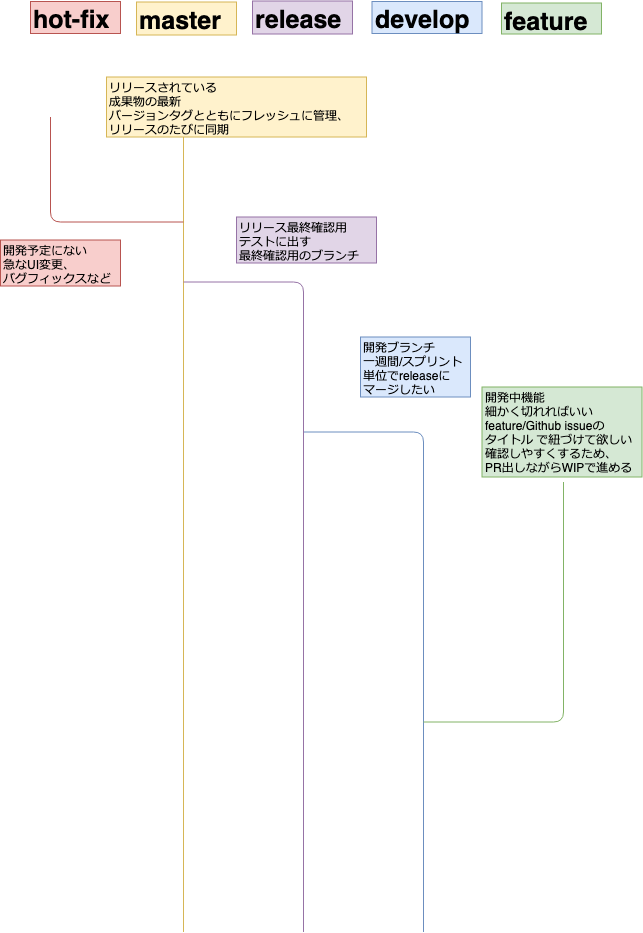 hot-fix
master
release
develop
feature
リリースされている
成果物の最新
バージョンタグとともにフレッシュに管理、
リリースのたびに同期
リリース最終確認用
テストに出す
最終確認用のブランチ
開発予定にない
急なUI変更、
バグフィックスなど
開発ブランチ
一週間/スプリント
単位でreleaseに
マージしたい
開発中機能
細かく切れればいい
feature/Github issueの
タイトル で紐づけて欲しい
確認しやすくするため、
PR出しながらWIPで進める